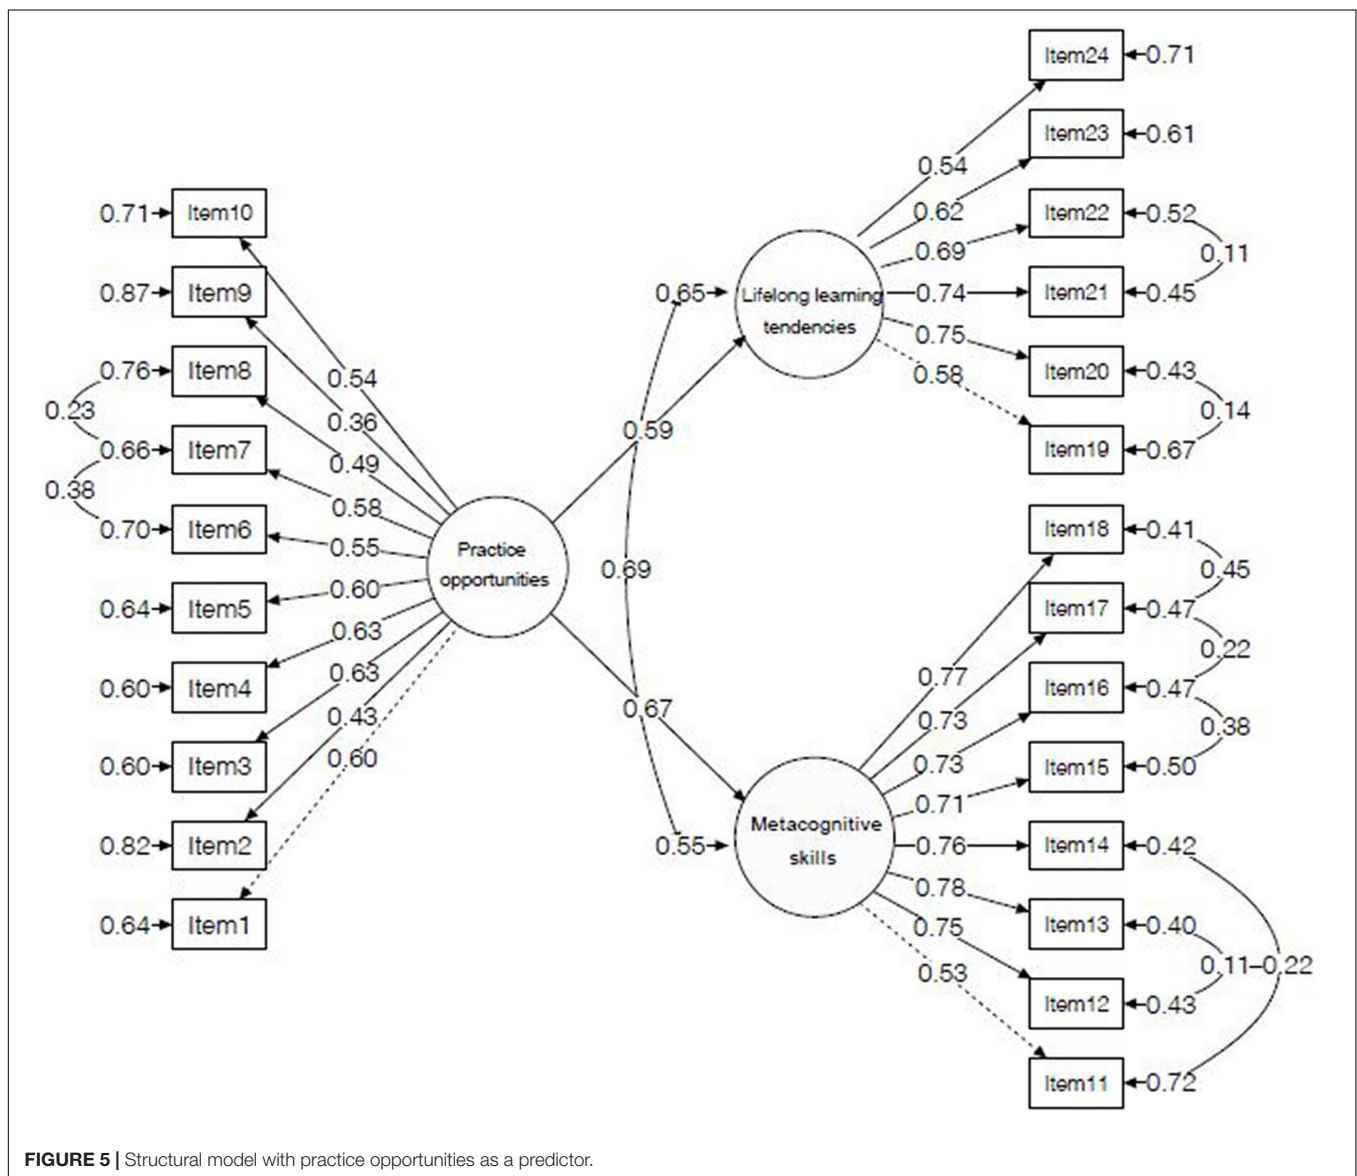 Item24 0.71
Item23 0.61
0.54
Item10 0.71
0.62
Item22 0.52
0.69
0.11
Item9 0.87
0.65
Lifelong learning
tendencies
0.74
Item21 0.45
0.75
Item8 0.76
0.54
0.58
Item20 0.43
0.23
0.36
0.59
0.14
Item7 0.66
0.49
Item19 0.67
0.38
0.58
Item6 0.70
0.55
Practice
opportunities
Item18 0.41
0.69
0.45
0.60
Item5 0.64
Item17 0.47
0.63
0.22
0.63
0.77
Item4 0.60
Item16 0.47
0.43
0.67
0.73
0.38
0.60
Item3 0.60
0.73
Item15 0.50
0.71
Metacognitive
skills
Item2 0.82
0.55
0.76
Item14 0.42
0.78
Item1 0.64
0.75
Item13 0.40
0.53
0.11–0.22
Item12 0.43
Item11 0.72
FIGURE 5 | Structural model with practice opportunities as a predictor.